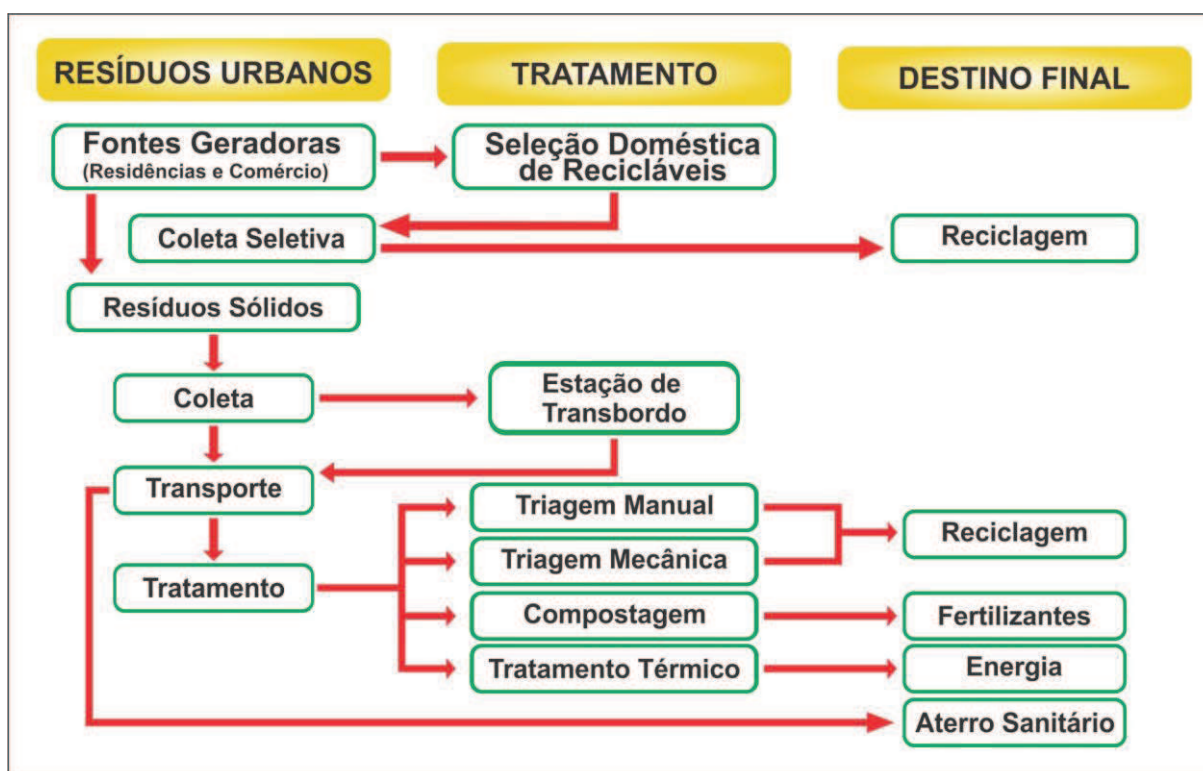 RESÍDUOS URBANOS
TRATAMENTO
DESTINO FINAL
Fontes Geradoras
(Residências e Comércio)
Seleção Doméstica
de Recicláveis
Coleta Seletiva
Reciclagem
Resíduos Sólidos
Coleta
Estação de
Transbordo
Transporte
Triagem Manual
Reciclagem
Triagem Mecânica
Tratamento
Compostagem
Fertilizantes
Tratamento Térmico
Energia
Aterro Sanitário